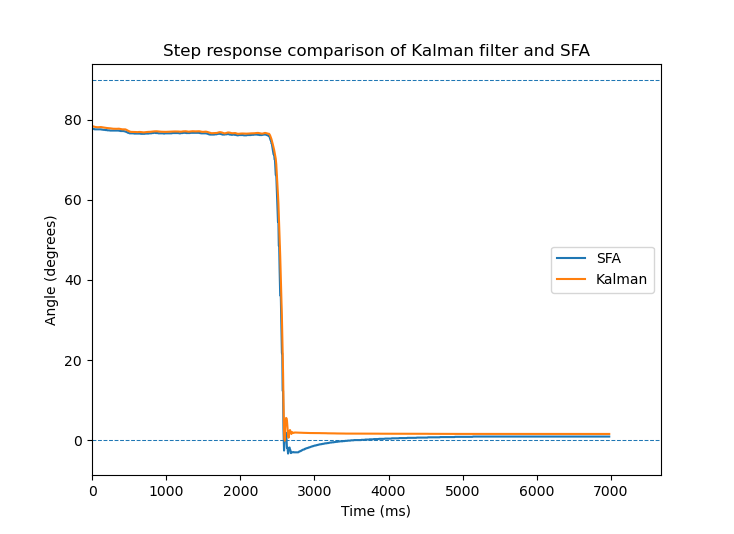 Step response comparison of Kalman filter and SFA
80
60
40
20
0
Angle (degrees)
SFA
Kalman
0 1000 2000 3000 4000 5000 6000 7000
Time (ms)